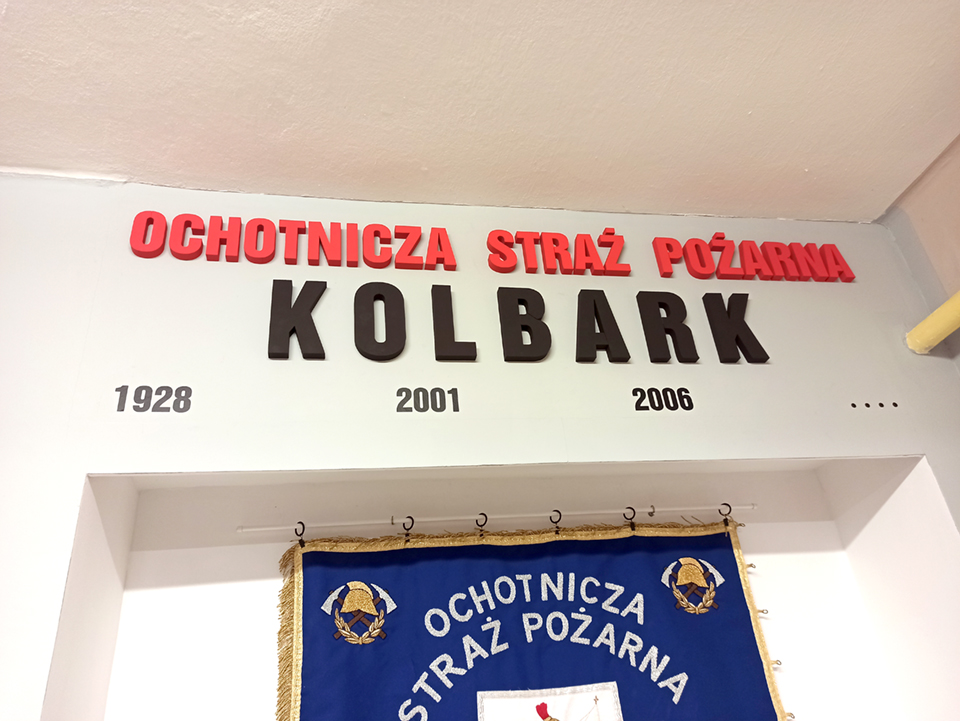 OCHOTNICZA STRAŻ POŻARNA
KOLBARK
1928 2001 2006 ....
OCHOTNICZA
STRAŻ POŻARNA